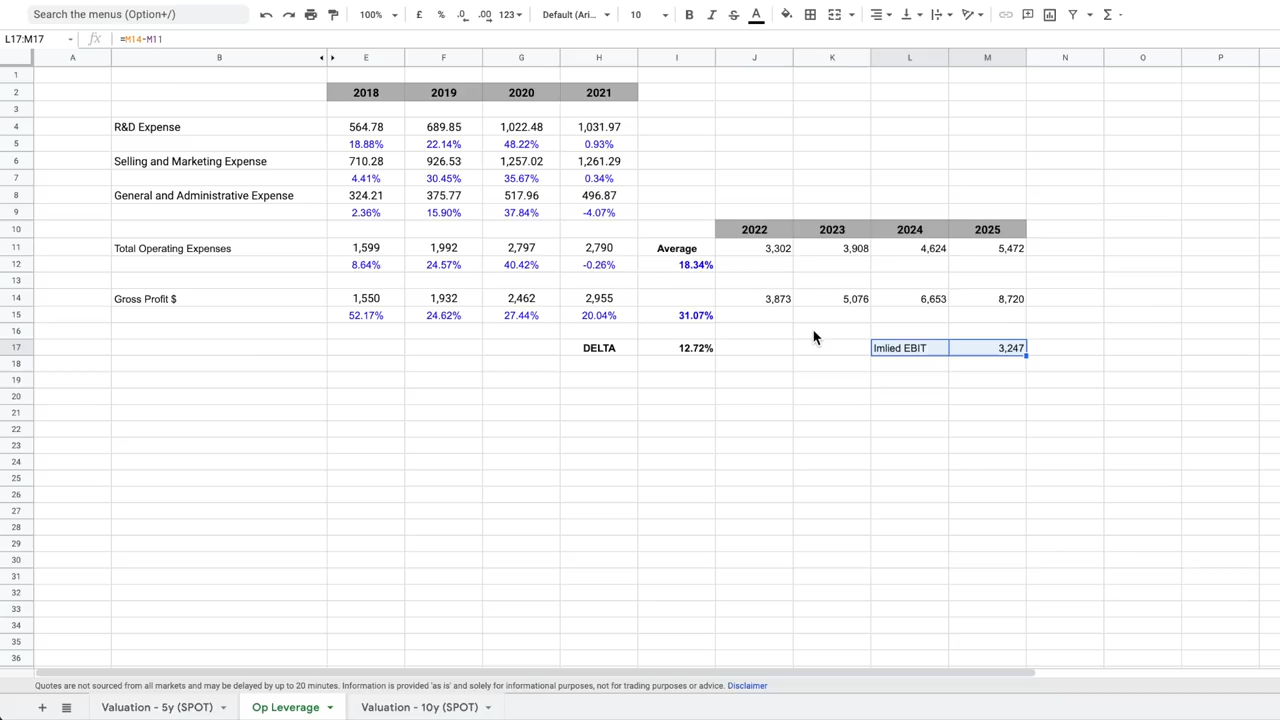 Search the menus (Option+/) 100% £ % .0 .00 123 Default (Ari... 10 B I S A Σ
L17:M17 fx =M14-M11
A B E F G H I J K L M N O P
1
2 2018 2019 2020 2021
3
4 R&D Expense 564.78 689.85 1,022.48 1,031.97
5 18.88% 22.14% 48.22% 0.93%
6 Selling and Marketing Expense 710.28 926.53 1,257.02 1,261.29
7 4.41% 30.45% 35.67% 0.34%
8 General and Administrative Expense 324.21 375.77 517.96 496.87
9 2.36% 15.90% 37.84% -4.07%
10 2022 2023 2024 2025
11 Total Operating Expenses 1,599 1,992 2,797 2,790 Average 3,302 3,908 4,624 5,472
12 8.64% 24.57% 40.42% -0.26% 18.34%
13
14 Gross Profit $ 1,550 1,932 2,462 2,955 3,873 5,076 6,653 8,720
15 52.17% 24.62% 27.44% 20.04% 31.07%
16
17 DELTA 12.72% Imlied EBIT 3,247
18
19
20
21
22
23
24
25
26
27
28
29
30
31
32
33
34
35
36
Quotes are not sourced from all markets and may be delayed by up to 20 minutes. Information is provided 'as is' and solely for informational purposes, not for trading purposes or advice. Disclaimer
+ Valuation - 5y (SPOT) Op Leverage Valuation - 10y (SPOT)